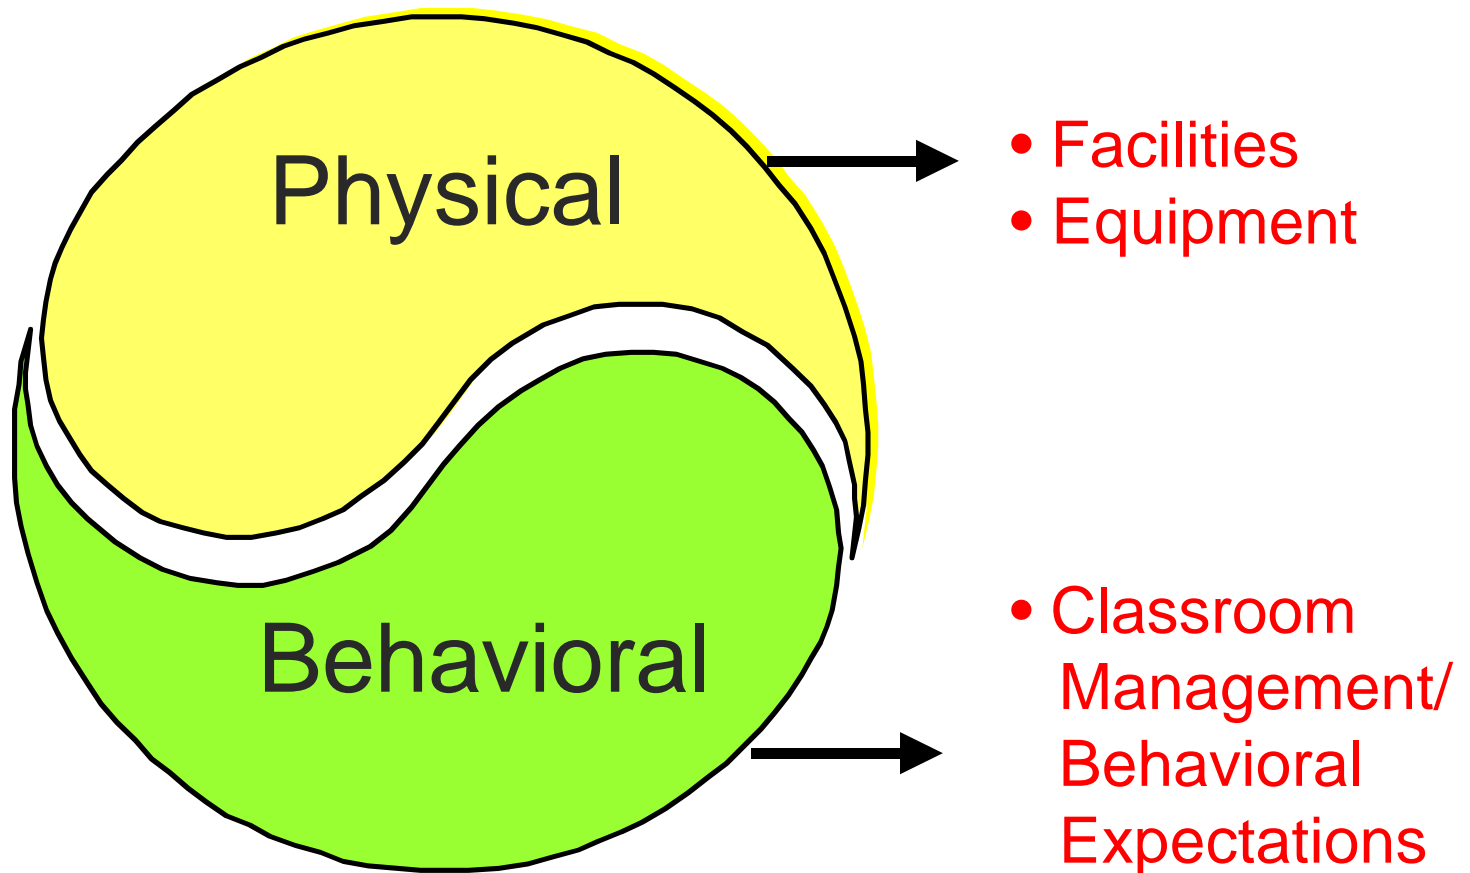 Physical
• Facilities
• Equipment
Behavioral
• Classroom
Management/
Behavioral
Expectations